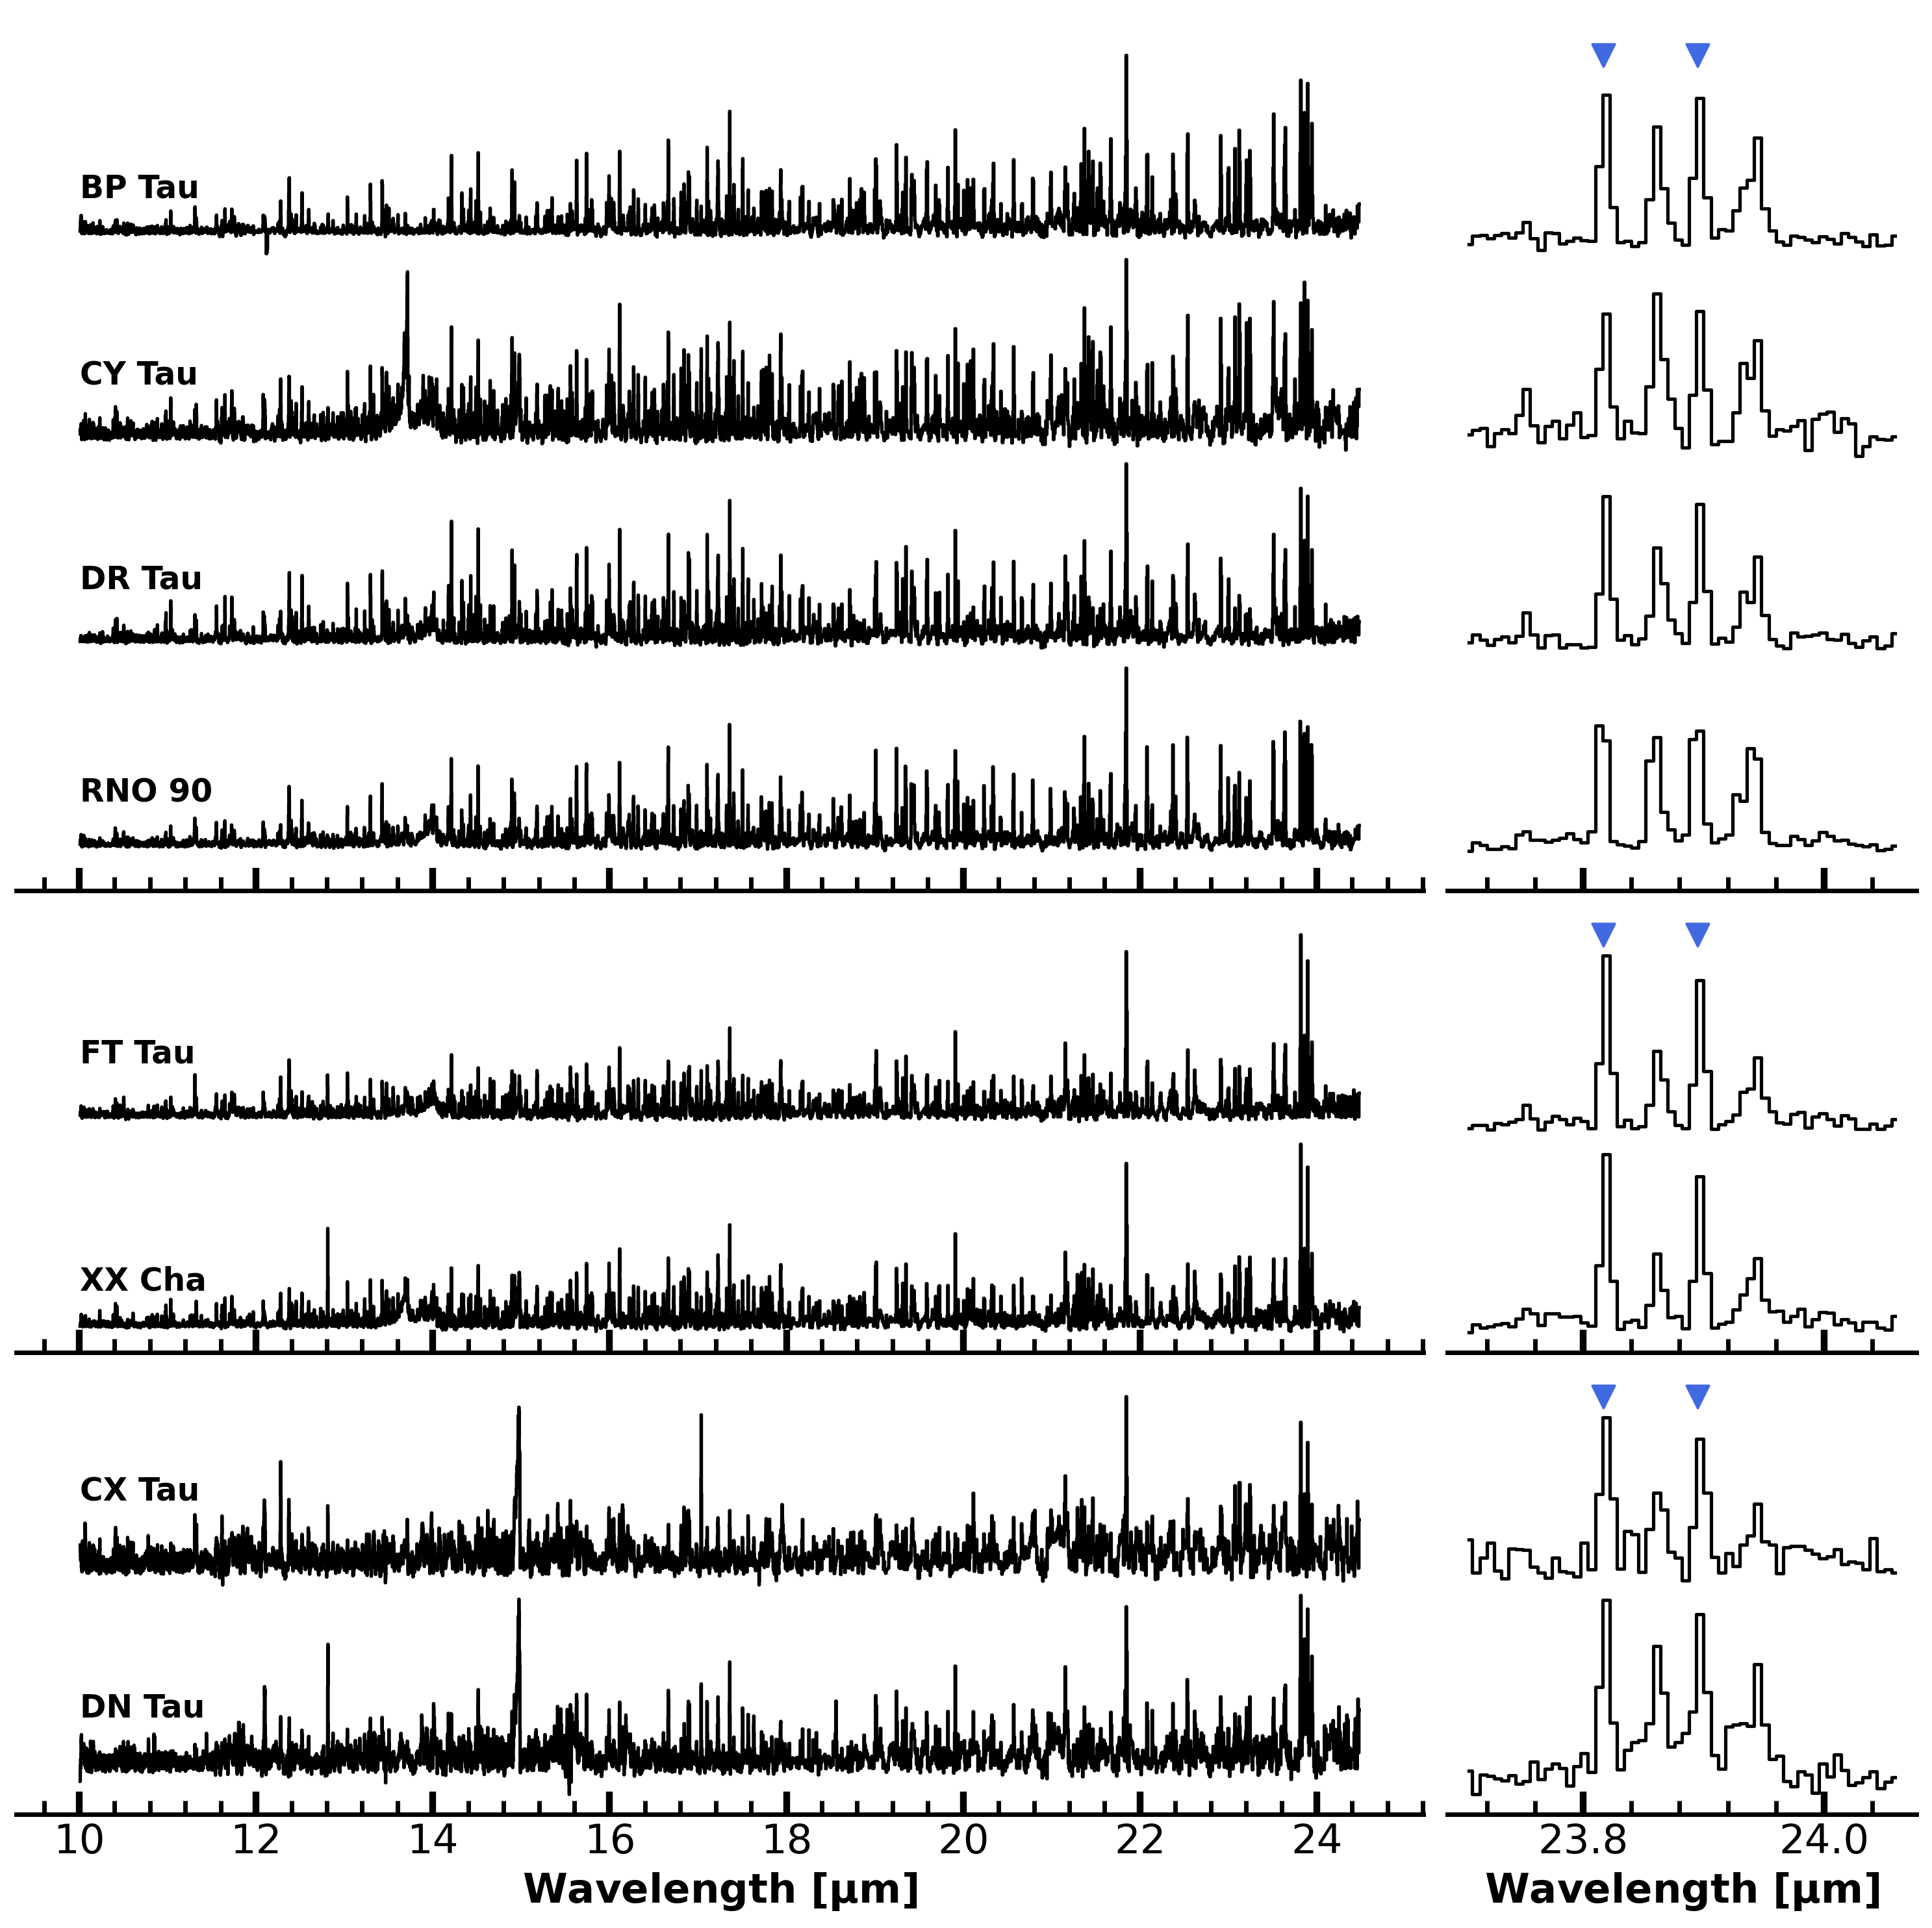 BP Tau
CY Tau
DR Tau
RNO 90
FT Tau
XX Cha
CX Tau
DN Tau
10 12 14 16 18 20 22 24 23.8 24.0
Wavelength [μm] Wavelength [μm]